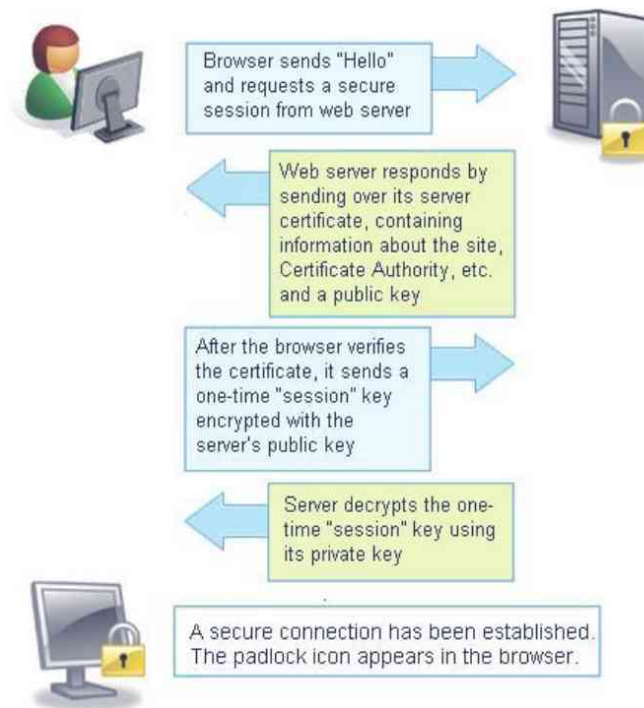 Browser sends "Hello"
and requests a secure
session from web server
Web server responds by
sending over its server
certificate, containing
information about the site,
Certificate Authority, etc.
and a public key
After the browser verifies
the certificate, it sends a
one-time "session" key
encrypted with the
server's public key
Server decrypts the one-
time "session" key using
its private key
A secure connection has been established.
The padlock icon appears in the browser.